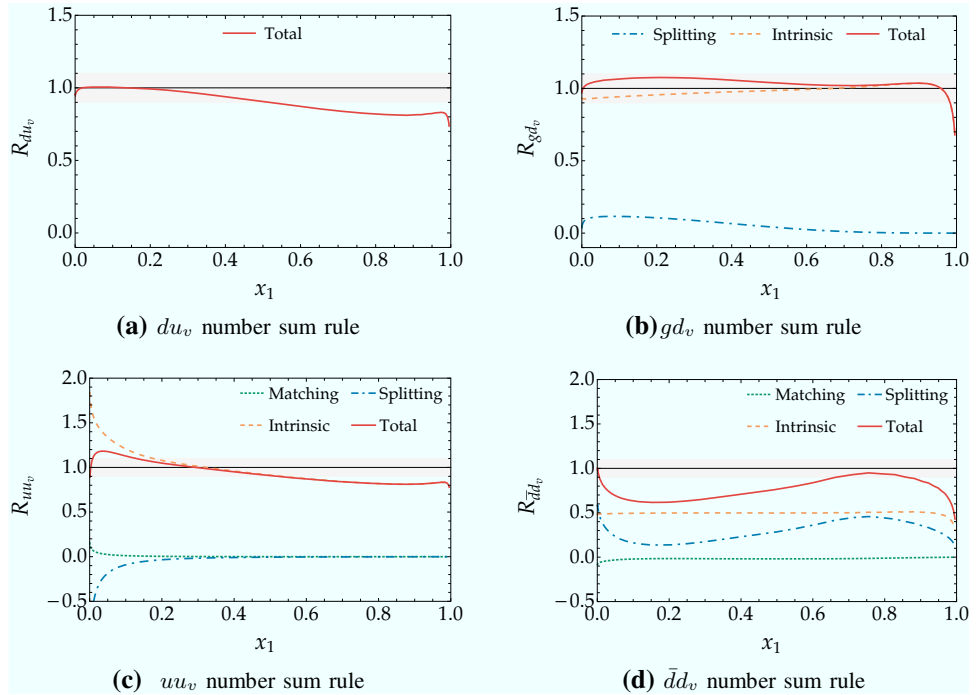 1.5
Total
1.0
0.5
0.0
R_{du_v}
0.0 0.2 0.4 0.6 0.8 1.0
x_1
(a) du_v number sum rule
1.5
Splitting Intrinsic Total
1.0
0.5
0.0
R_{gd_v}
0.0 0.2 0.4 0.6 0.8 1.0
x_1
(b) gd_v number sum rule
2.0
Matching Splitting
Intrinsic Total
1.5
1.0
0.5
0.0
−0.5
R_{uu_v}
0.0 0.2 0.4 0.6 0.8 1.0
x_1
(c) uu_v number sum rule
2.0
Matching Splitting
Intrinsic Total
1.5
1.0
0.5
0.0
−0.5
R_{d̄d_v}
0.0 0.2 0.4 0.6 0.8 1.0
x_1
(d) d̄d_v number sum rule